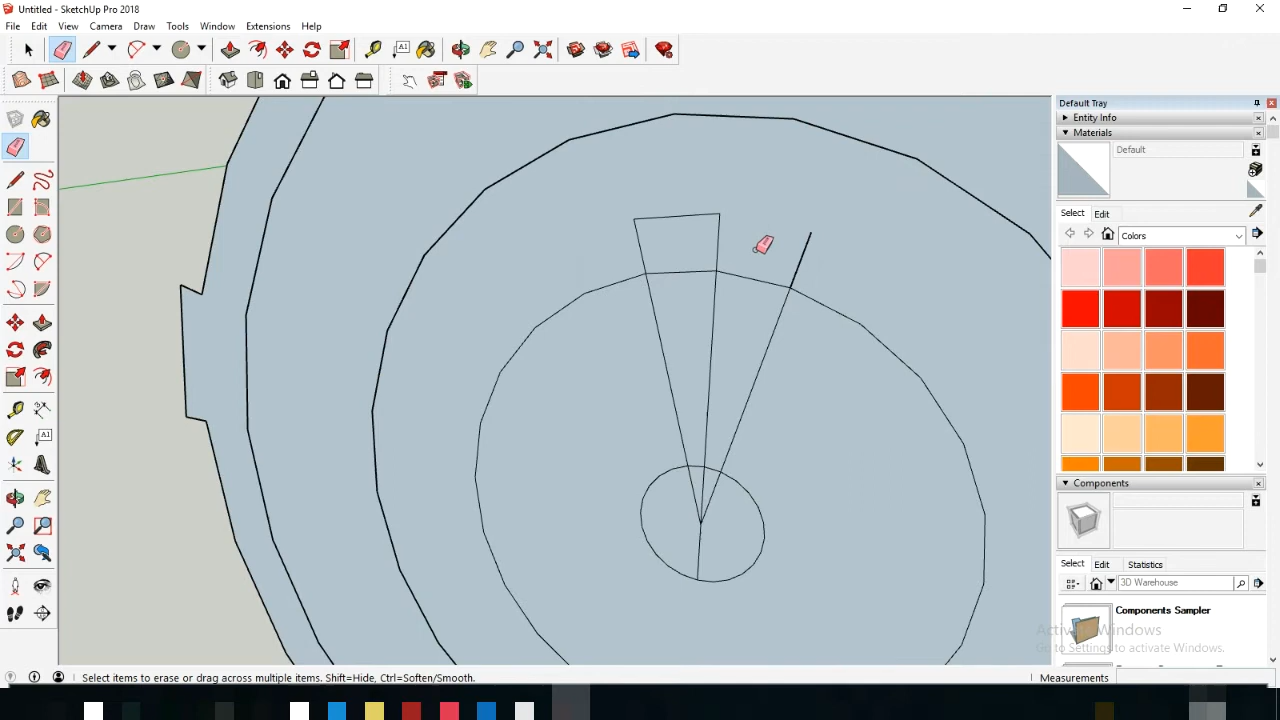 Untitled - SketchUp Pro 2018
File Edit View Camera Draw Tools Window Extensions Help
A1
Default Tray
Entity Info
Materials
Default
Select Edit
Colors
A1
Components
Select Edit Statistics
3D Warehouse
Components Sampler
Activate Windows
Go to Settings to activate Windows.
Select items to erase or drag across multiple items. Shift=Hide, Ctrl=Soften/Smooth.
Measurements